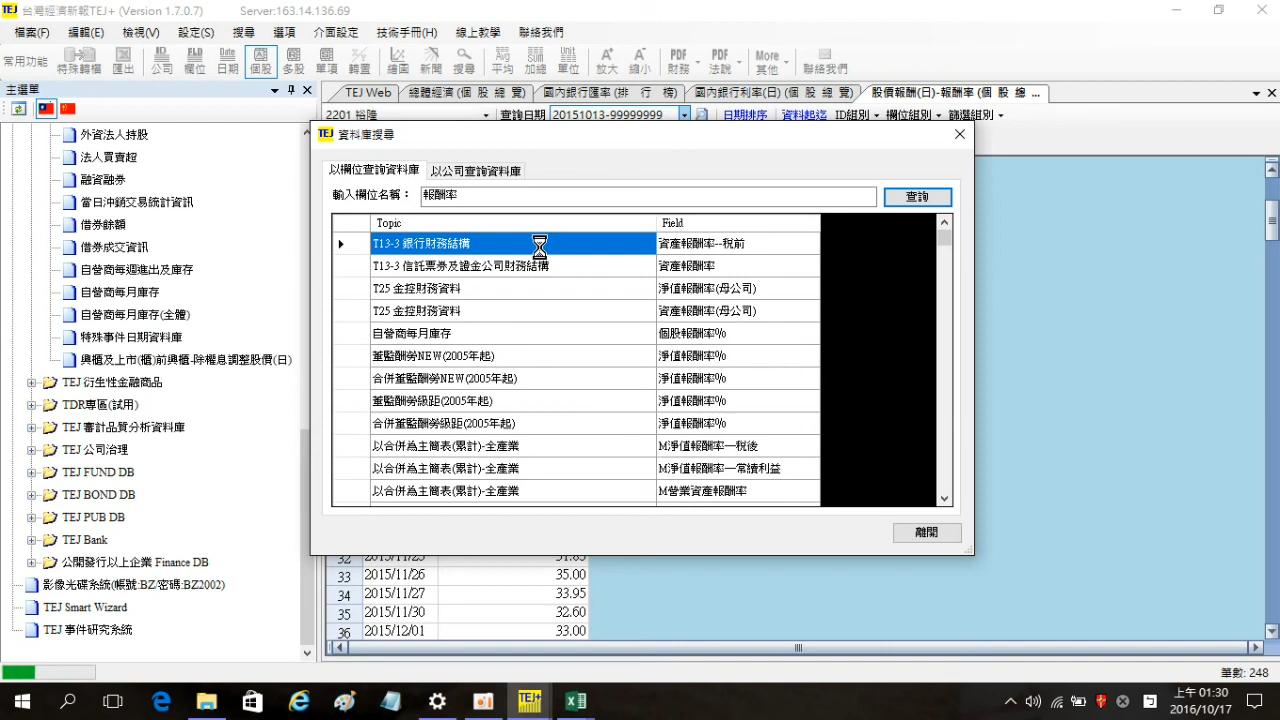 TEJ 台灣經濟新報TEJ+ (Version 1.7.0.7) Server:163.14.136.69
檔案(F) 編輯(E) 檢視(V) 設定(S) 搜尋 選項 介面設定 技術手冊(H) 線上教學 聯絡我們
ID FLD Date Avg Sum Unit A+ A− PDF PDF More
常用功能 特殊轉檔 匯出 公司 欄位 日期 個股 多股 單項 轉置 繪圖 新聞 搜尋 平均 加總 單位 放大 縮小 財務 法說 其他 聯絡我們
主選單
TEJ Web 總體經濟 (個 股 總 覽) 國內銀行匯率(排 行 榜) 國內銀行利率(日) (個 股 總 覽) 股價報酬(日)-報酬率 (個 股 總 ...
2201 裕隆 查詢日期 20151013-99999999 日期排序 資料起迄 ID組別 欄位組別 篩選組別
外資法人持股
法人買賣超
融資融券
當日沖銷交易統計資訊
借券餘額
借券成交資訊
自營商每週進出及庫存
自營商每月庫存
自營商每月庫存(全體)
特殊事件日期資料庫
興櫃及上市(櫃)前興櫃-除權息調整股價(日)
TEJ 衍生性金融商品
TDR專區(試用)
TEJ 審計品質分析資料庫
TEJ 公司治理
TEJ FUND DB
TEJ BOND DB
TEJ PUB DB
TEJ Bank
公開發行以上企業 Finance DB
影像光碟系統(帳號:BZ/密碼:BZ2002)
TEJ Smart Wizard
TEJ 事件研究系統
TEJ 資料庫搜尋
以欄位查詢資料庫 以公司查詢資料庫
輸入欄位名稱： 報酬率 查詢
Topic Field
T13-3 銀行財務結構 資產報酬率--稅前
T13-3 信託票券及證金公司財務結構 資產報酬率
T25 金控財務資料 淨值報酬率(母公司)
T25 金控財務資料 資產報酬率(母公司)
自營商每月庫存 個股報酬率%
董監酬勞NEW(2005年起) 淨值報酬率%
合併董監酬勞NEW(2005年起) 淨值報酬率%
董監酬勞級距(2005年起) 淨值報酬率%
合併董監酬勞級距(2005年起) 淨值報酬率%
以合併為主簡表(累計)-全產業 M淨值報酬率—稅後
以合併為主簡表(累計)-全產業 M淨值報酬率—常續利益
以合併為主簡表(累計)-全產業 M營業資產報酬率
離開
32 2015/11/25 31.85
33 2015/11/26 35.00
34 2015/11/27 33.95
35 2015/11/30 32.60
36 2015/12/01 33.00
筆數: 248
TEJ+ 上午 01:30
2016/10/17